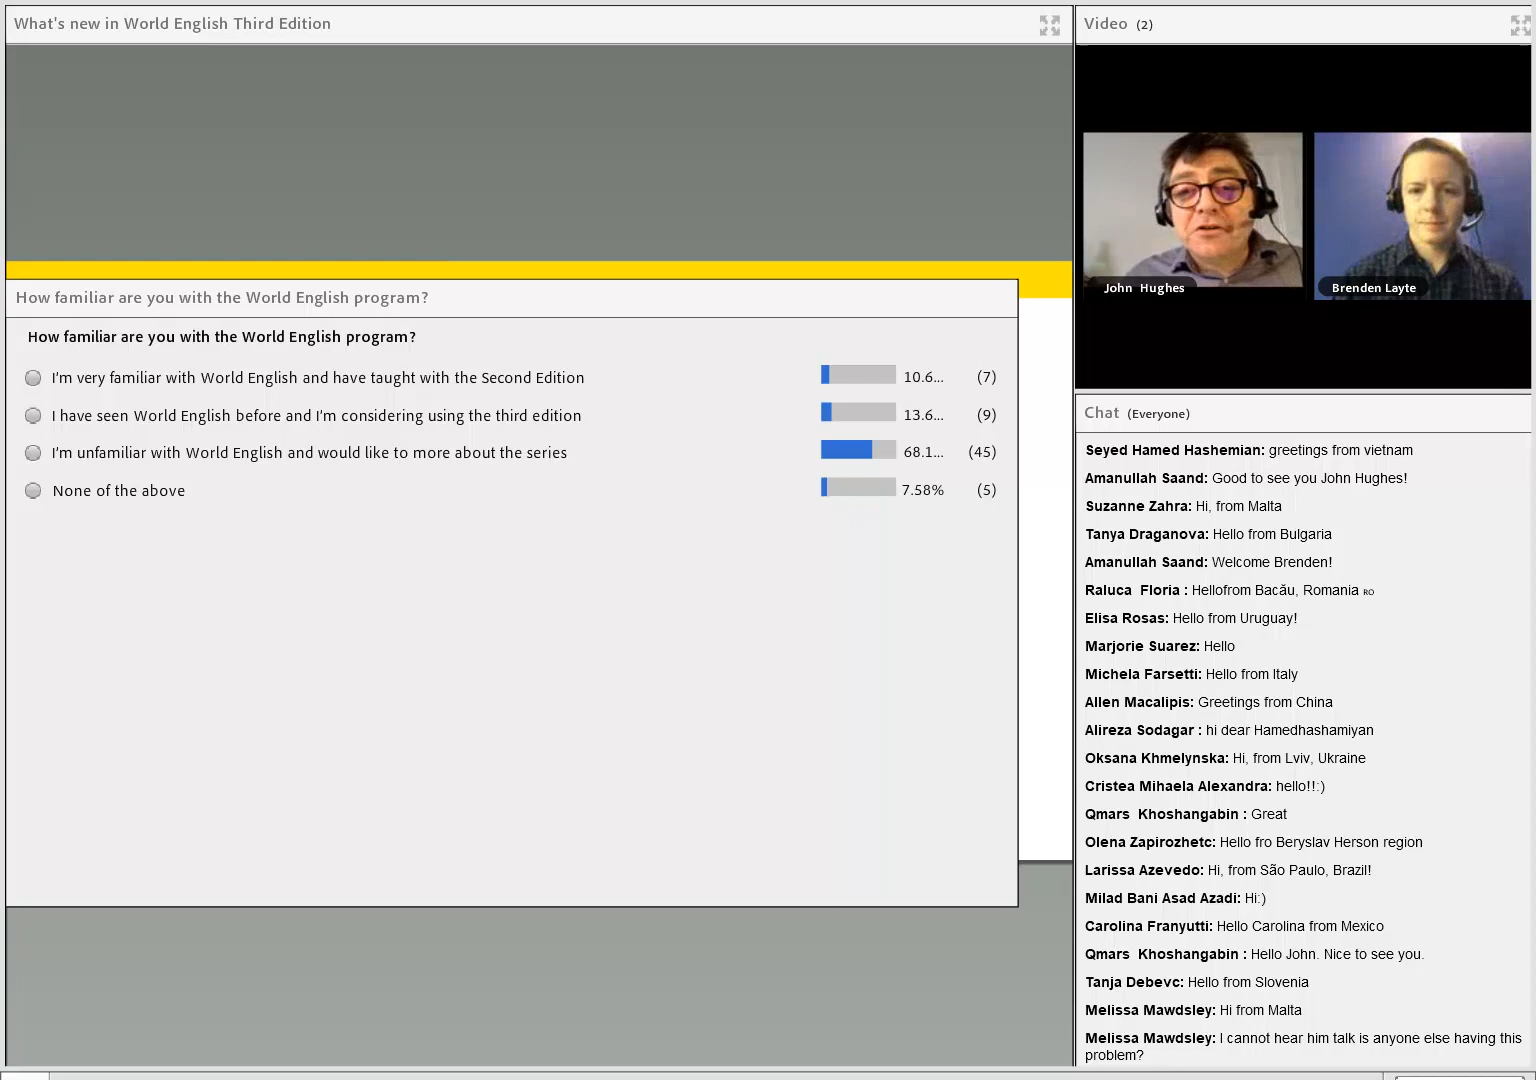 What's new in World English Third Edition
How familiar are you with the World English program?
How familiar are you with the World English program?
I'm very familiar with World English and have taught with the Second Edition 10.6... (7)
I have seen World English before and I'm considering using the third edition 13.6... (9)
I'm unfamiliar with World English and would like to more about the series 68.1... (45)
None of the above 7.58% (5)
Video (2)
John Hughes
Brenden Layte
Chat (Everyone)
Seyed Hamed Hashemian: greetings from vietnam
Amanullah Saand: Good to see you John Hughes!
Suzanne Zahra: Hi, from Malta
Tanya Draganova: Hello from Bulgaria
Amanullah Saand: Welcome Brenden!
Raluca Floria : Hellofrom Bacău, Romania RO
Elisa Rosas: Hello from Uruguay!
Marjorie Suarez: Hello
Michela Farsetti: Hello from Italy
Allen Macalipis: Greetings from China
Alireza Sodagar : hi dear Hamedhashamiyan
Oksana Khmelynska: Hi, from Lviv, Ukraine
Cristea Mihaela Alexandra: hello!!:)
Qmars Khoshangabin : Great
Olena Zapirozhetc: Hello fro Beryslav Herson region
Larissa Azevedo: Hi, from São Paulo, Brazil!
Milad Bani Asad Azadi: Hi:)
Carolina Franyutti: Hello Carolina from Mexico
Qmars Khoshangabin : Hello John. Nice to see you.
Tanja Debevc: Hello from Slovenia
Melissa Mawdsley: Hi from Malta
Melissa Mawdsley: I cannot hear him talk is anyone else having this
problem?